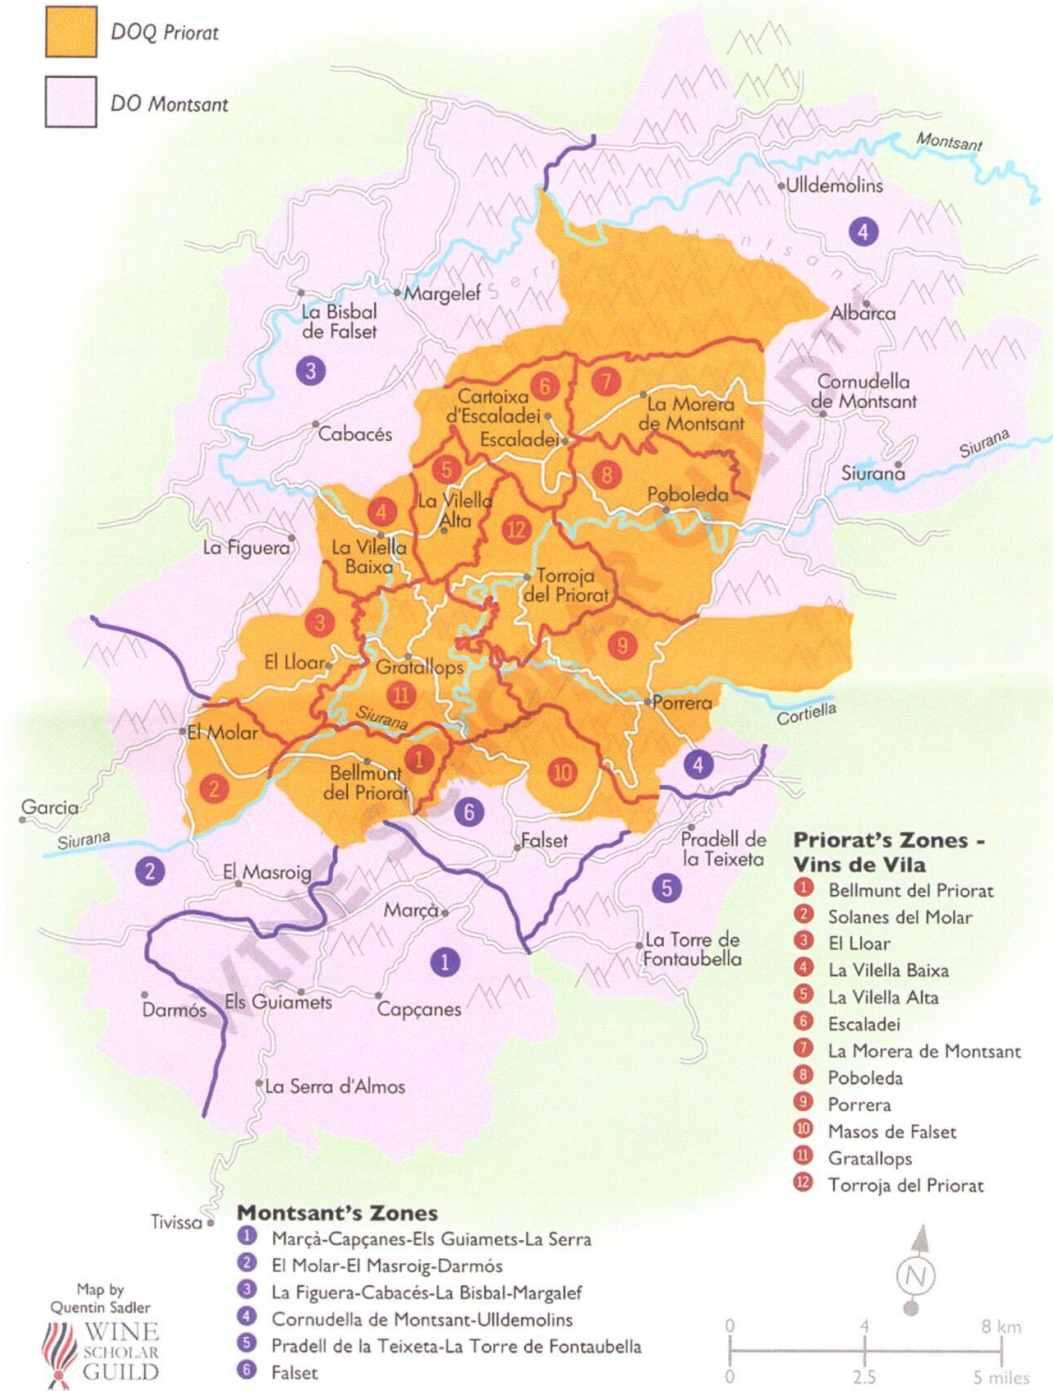 DOQ Priorat
DO Montsant
Montsant
Ulldemolins
4
Serra de Montsant
Margelef
La Bisbal
de Falset
Albarca
3
Cornudella
de Montsant
6
7
Cartoixa
d'Escaladei
La Morera
de Montsant
Escaladei
Cabacés
Siurana
Siurana
5
8
La Vilella
Alta
Poboleda
4
12
La Figuera
La Vilella
Baixa
Torroja
del Priorat
3
9
El Lloar
Gratallops
11
Porrera
Siurana
Cortiella
El Molar
1
4
10
Bellmunt
del Priorat
2
Garcia
6
Siurana
Falset
Pradell de
la Teixeta
2
El Masroig
5
Marçà
La Torre de
Fontaubella
1
Darmós
Els Guiamets
Capçanes
La Serra d'Almos
Tivissa
WINE SCHOLAR GUILD™
Priorat's Zones -
Vins de Vila
1 Bellmunt del Priorat
2 Solanes del Molar
3 El Lloar
4 La Vilella Baixa
5 La Vilella Alta
6 Escaladei
7 La Morera de Montsant
8 Poboleda
9 Porrera
10 Masos de Falset
11 Gratallops
12 Torroja del Priorat
Montsant's Zones
1 Marçà-Capçanes-Els Guiamets-La Serra
2 El Molar-El Masroig-Darmós
3 La Figuera-Cabacés-La Bisbal-Margalef
4 Cornudella de Montsant-Ulldemolins
5 Pradell de la Teixeta-La Torre de Fontaubella
6 Falset
Map by
Quentin Sadler
WINE
SCHOLAR
GUILD
N
0 4 8 km
0 2.5 5 miles